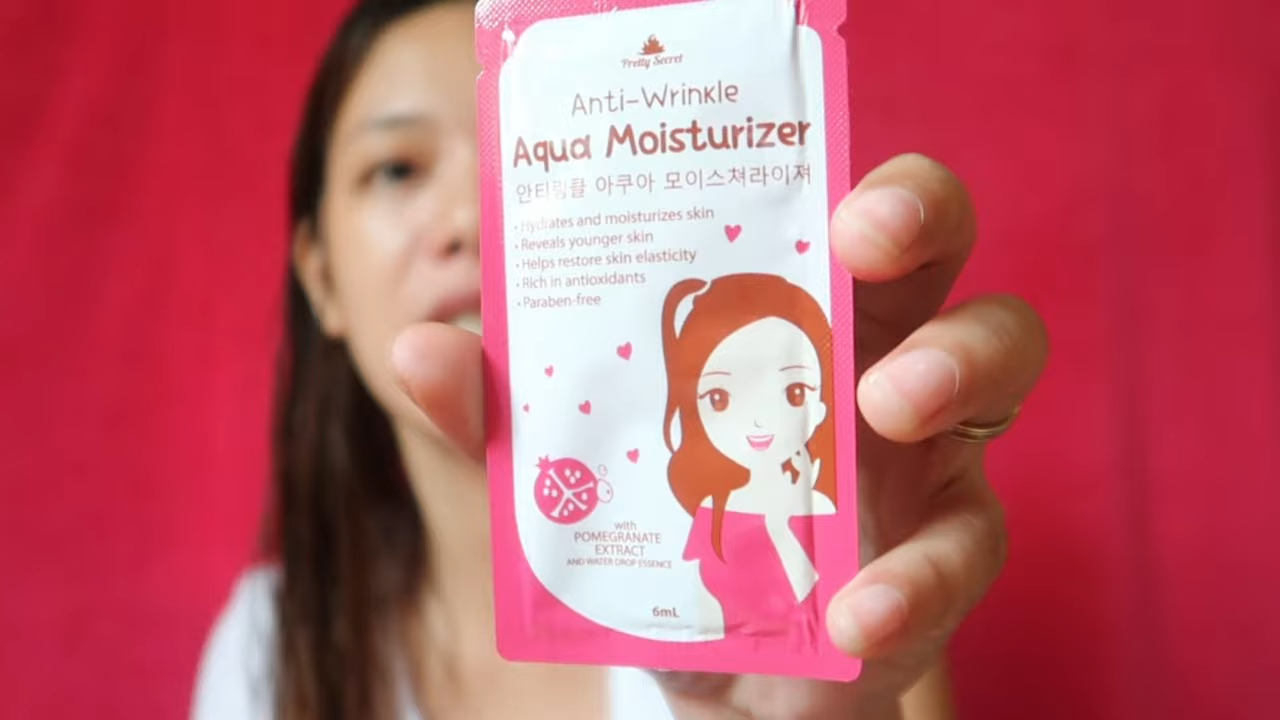 Pretty Secret
Anti-Wrinkle
Aqua Moisturizer
안티링클 아쿠아 모이스쳐라이져
• Hydrates and moisturizes skin
• Reveals younger skin
• Helps restore skin elasticity
• Rich in antioxidants
• Paraben-free
with
POMEGRANATE
EXTRACT
AND WATER DROP ESSENCE
6mL